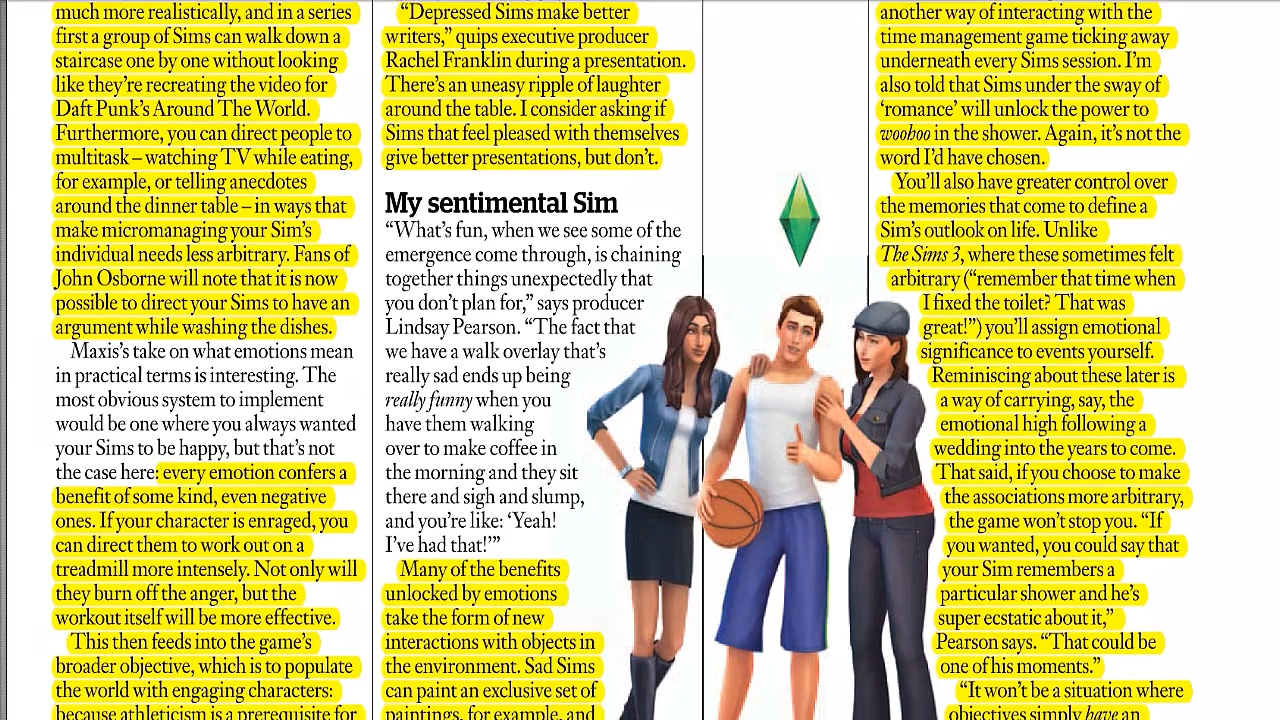 much more realistically, and in a series
first a group of Sims can walk down a
staircase one by one without looking
like they're recreating the video for
Daft Punk's Around The World.
Furthermore, you can direct people to
multitask – watching TV while eating,
for example, or telling anecdotes
around the dinner table – in ways that
make micromanaging your Sim's
individual needs less arbitrary. Fans of
John Osborne will note that it is now
possible to direct your Sims to have an
argument while washing the dishes.
Maxis's take on what emotions mean
in practical terms is interesting. The
most obvious system to implement
would be one where you always wanted
your Sims to be happy, but that's not
the case here: every emotion confers a
benefit of some kind, even negative
ones. If your character is enraged, you
can direct them to work out on a
treadmill more intensely. Not only will
they burn off the anger, but the
workout itself will be more effective.
This then feeds into the game's
broader objective, which is to populate
the world with engaging characters:
because athleticism is a prerequisite for
“Depressed Sims make better
writers,” quips executive producer
Rachel Franklin during a presentation.
There's an uneasy ripple of laughter
around the table. I consider asking if
Sims that feel pleased with themselves
give better presentations, but don't.
My sentimental Sim
“What's fun, when we see some of the
emergence come through, is chaining
together things unexpectedly that
you don't plan for,” says producer
Lindsay Pearson. “The fact that
we have a walk overlay that's
really sad ends up being
really funny when you
have them walking
over to make coffee in
the morning and they sit
there and sigh and slump,
and you're like: ‘Yeah!
I've had that!’”
Many of the benefits
unlocked by emotions
take the form of new
interactions with objects in
the environment. Sad Sims
can paint an exclusive set of
paintings, for example, and
another way of interacting with the
time management game ticking away
underneath every Sims session. I'm
also told that Sims under the sway of
‘romance’ will unlock the power to
woohoo in the shower. Again, it's not the
word I'd have chosen.
You'll also have greater control over
the memories that come to define a
Sim's outlook on life. Unlike
The Sims 3, where these sometimes felt
arbitrary (“remember that time when
I fixed the toilet? That was
great!”) you'll assign emotional
significance to events yourself.
Reminiscing about these later is
a way of carrying, say, the
emotional high following a
wedding into the years to come.
That said, if you choose to make
the associations more arbitrary,
the game won't stop you. “If
you wanted, you could say that
your Sim remembers a
particular shower and he's
super ecstatic about it,”
Pearson says. “That could be
one of his moments.”
“It won't be a situation where
objectives simply have an